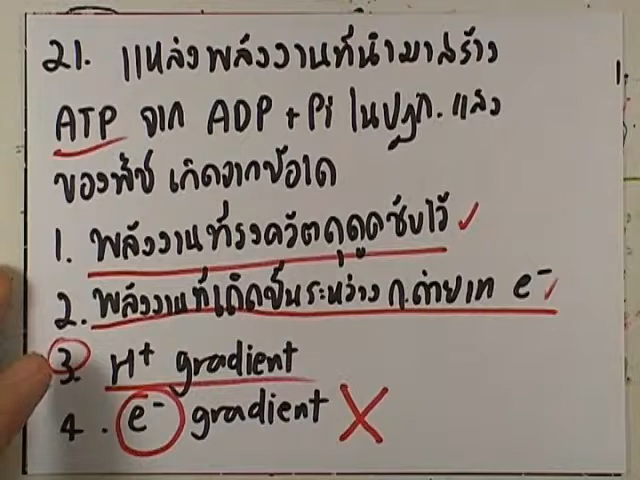 21. แหล่งพลังงานที่นำมาสร้าง
ATP จาก ADP + Pi ในปฏก. แสง
ของพืช เกิดจากข้อใด
1. พลังงานที่รงควัตถุดูดซับไว้ ✓
2. พลังงานที่เกิดขึ้นระหว่าง ก.ถ่ายเท e⁻ ✓
3. H⁺ gradient
4. e⁻ gradient X